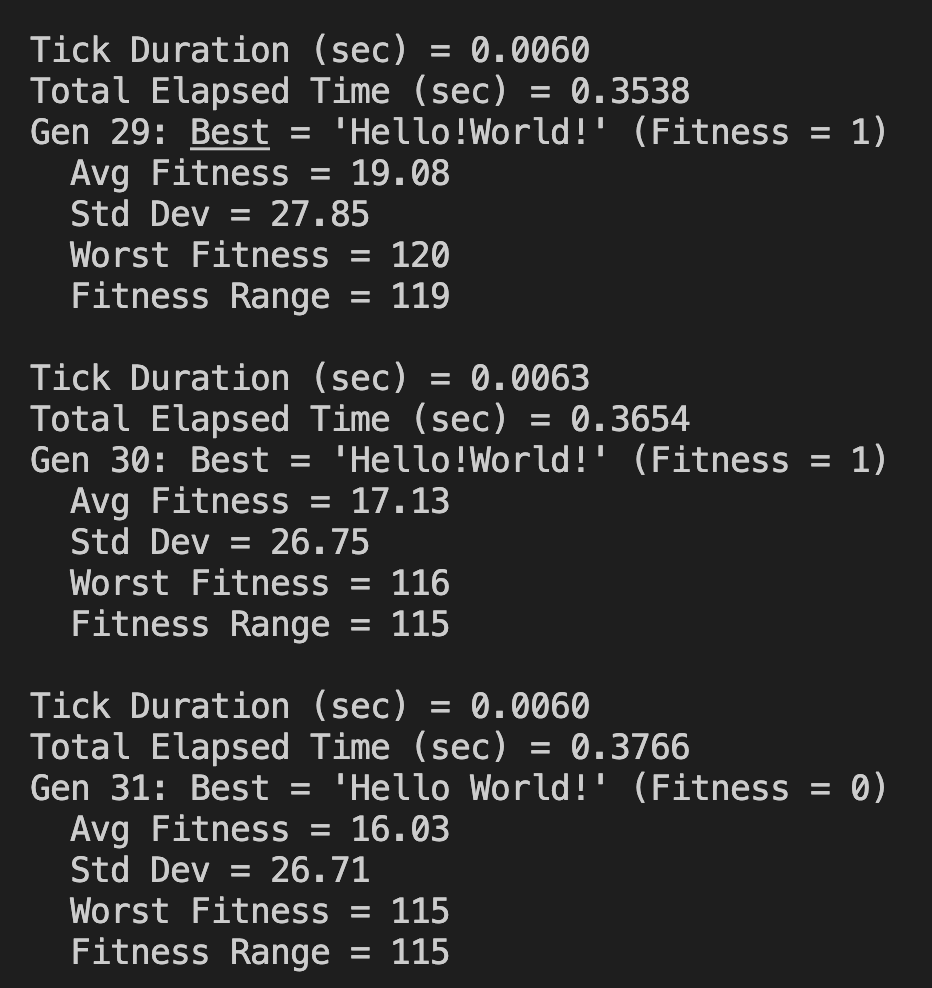 Tick Duration (sec) = 0.0060
Total Elapsed Time (sec) = 0.3538
Gen 29: Best = 'Hello!World!' (Fitness = 1)
  Avg Fitness = 19.08
  Std Dev = 27.85
  Worst Fitness = 120
  Fitness Range = 119

Tick Duration (sec) = 0.0063
Total Elapsed Time (sec) = 0.3654
Gen 30: Best = 'Hello!World!' (Fitness = 1)
  Avg Fitness = 17.13
  Std Dev = 26.75
  Worst Fitness = 116
  Fitness Range = 115

Tick Duration (sec) = 0.0060
Total Elapsed Time (sec) = 0.3766
Gen 31: Best = 'Hello World!' (Fitness = 0)
  Avg Fitness = 16.03
  Std Dev = 26.71
  Worst Fitness = 115
  Fitness Range = 115